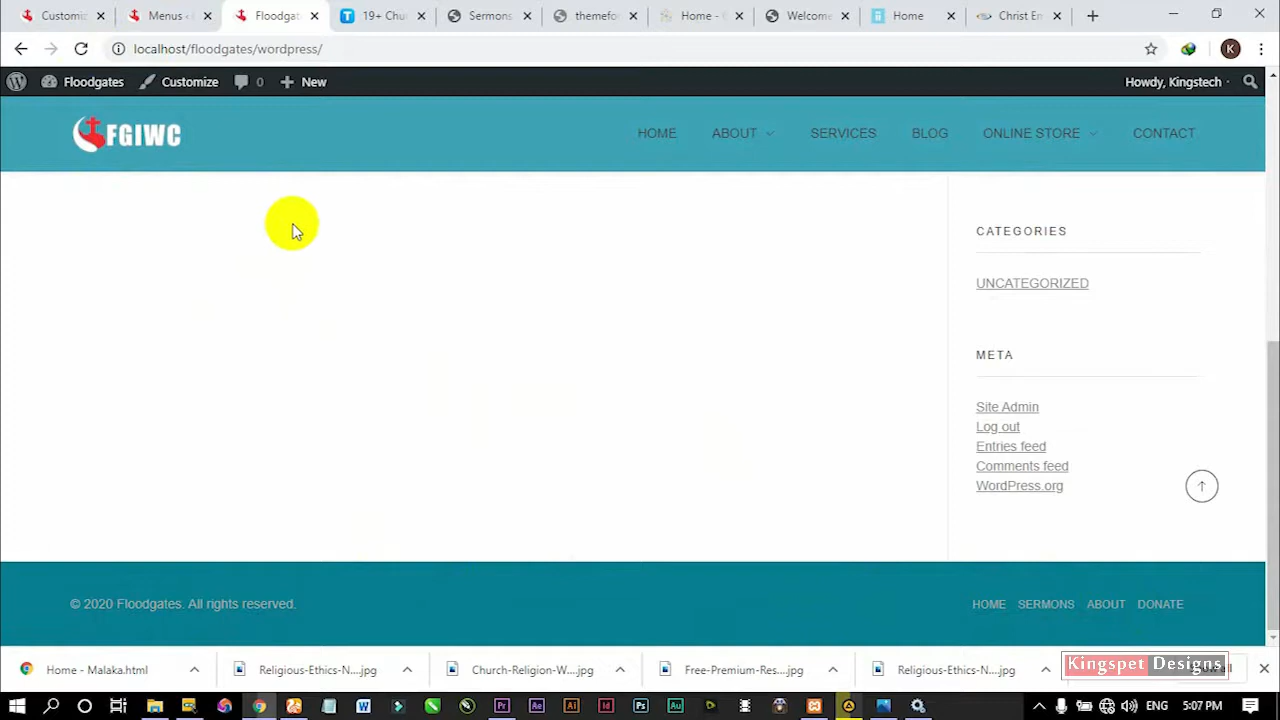 Customiz
Menus ‹
Floodgat
19+ Chu
Sermons
themefor
Home - G
Welcome
Home
Christ En
localhost/floodgates/wordpress/
K
Floodgates
Customize
0
New
Howdy, Kingstech
FGIWC
HOME
ABOUT
SERVICES
BLOG
ONLINE STORE
CONTACT
CATEGORIES
UNCATEGORIZED
META
Site Admin
Log out
Entries feed
Comments feed
WordPress.org
© 2020 Floodgates. All rights reserved.
HOME
SERMONS
ABOUT
DONATE
Home - Malaka.html
Religious-Ethics-N....jpg
Church-Religion-W....jpg
Free-Premium-Res....jpg
Religious-Ethics-N....jpg
Kingspet Designs
ENG
5:07 PM